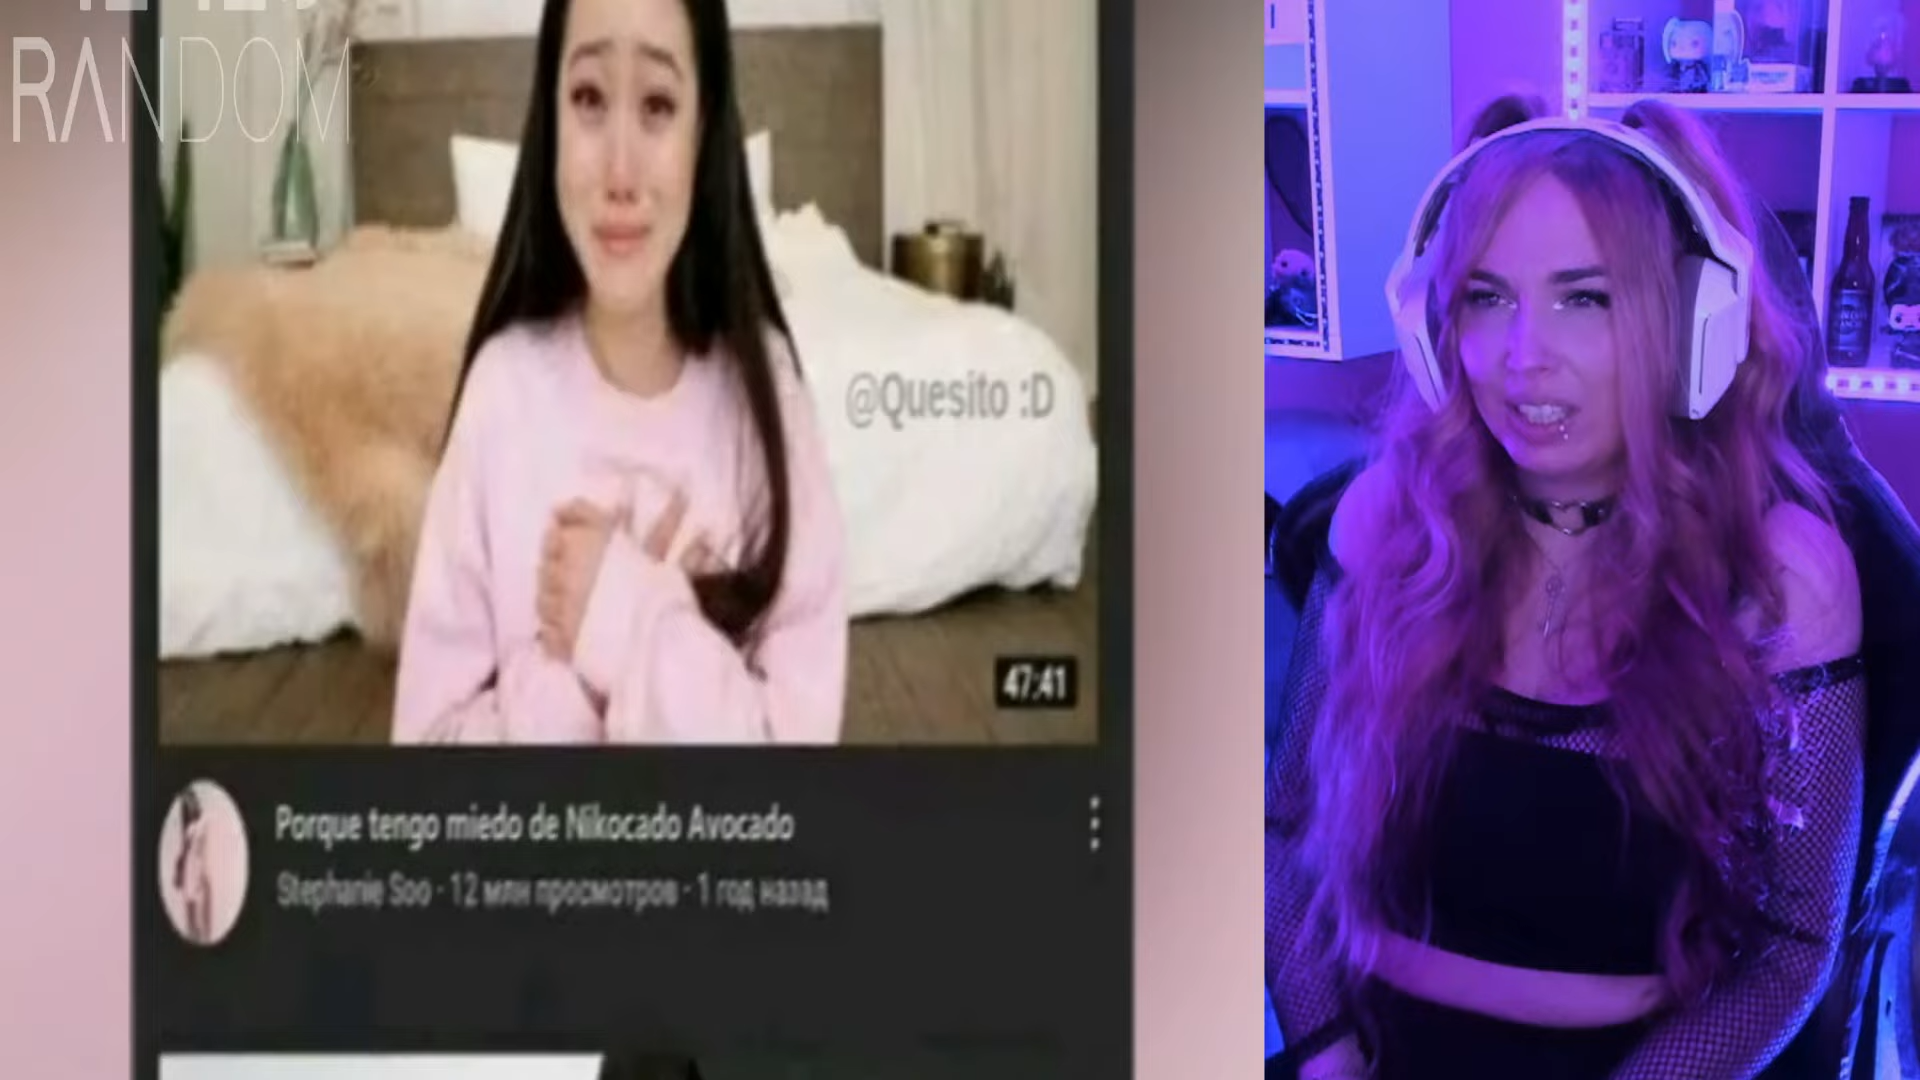 RANDOM
@Quesito :D
47:41
Porque tengo miedo de Nikocado Avocado
Stephanie Soo · 12 млн просмотров · 1 год назад